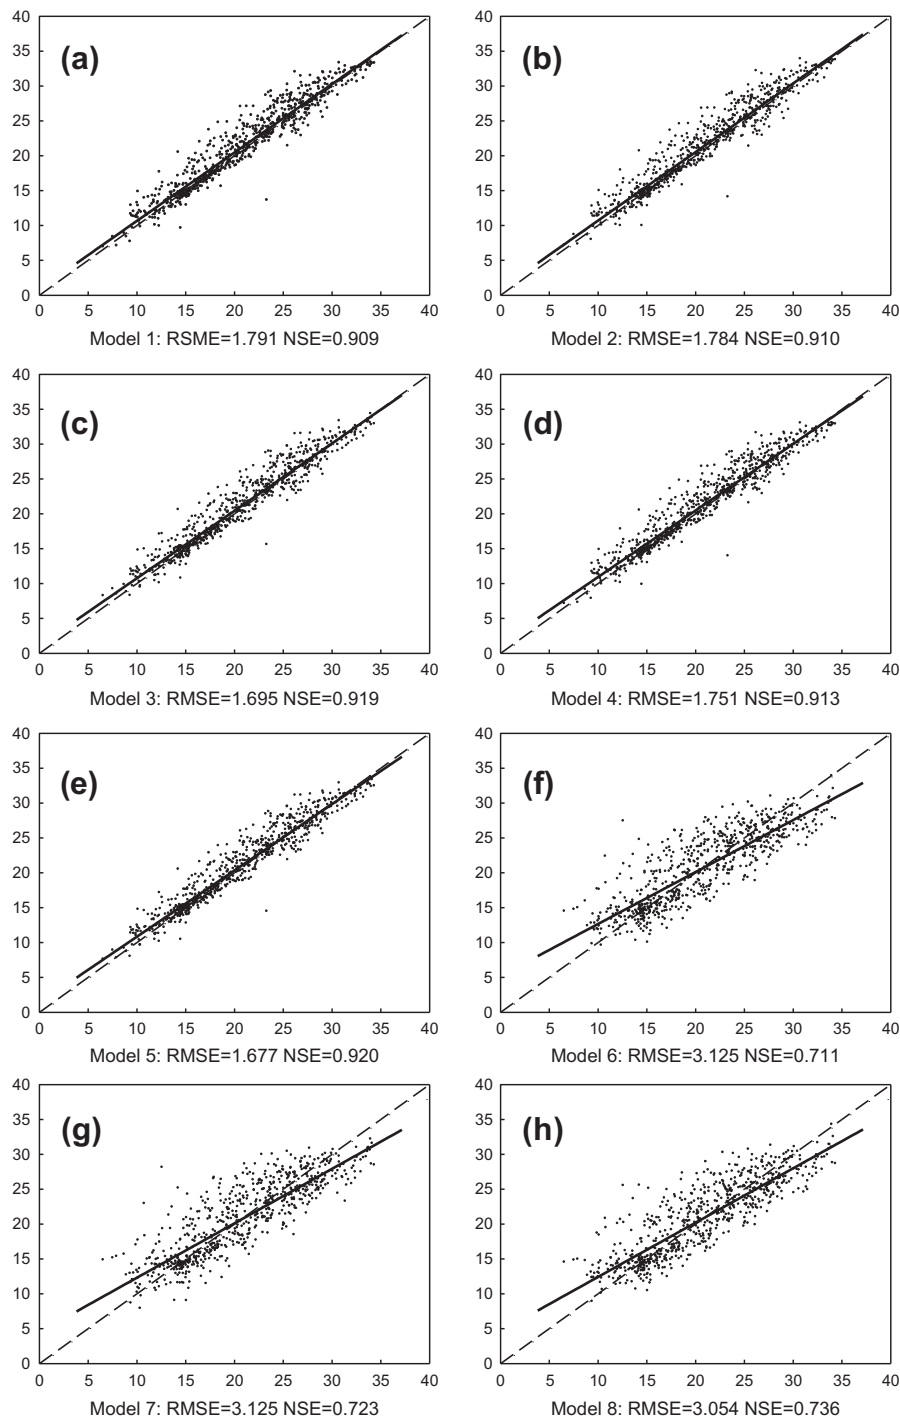 40 40
35 (a) 35 (b)
30 30
25 25
20 20
15 15
10 10
5 5
0 0
0 5 10 15 20 25 30 35 40 0 5 10 15 20 25 30 35 40
Model 1: RSME=1.791 NSE=0.909 Model 2: RMSE=1.784 NSE=0.910
40 40
35 (c) 35 (d)
30 30
25 25
20 20
15 15
10 10
5 5
0 0
0 5 10 15 20 25 30 35 40 0 5 10 15 20 25 30 35 40
Model 3: RMSE=1.695 NSE=0.919 Model 4: RMSE=1.751 NSE=0.913
40 40
35 (e) 35 (f)
30 30
25 25
20 20
15 15
10 10
5 5
0 0
0 5 10 15 20 25 30 35 40 0 5 10 15 20 25 30 35 40
Model 5: RMSE=1.677 NSE=0.920 Model 6: RMSE=3.125 NSE=0.711
40 40
35 (g) 35 (h)
30 30
25 25
20 20
15 15
10 10
5 5
0 0
0 5 10 15 20 25 30 35 40 0 5 10 15 20 25 30 35 40
Model 7: RMSE=3.125 NSE=0.723 Model 8: RMSE=3.054 NSE=0.736